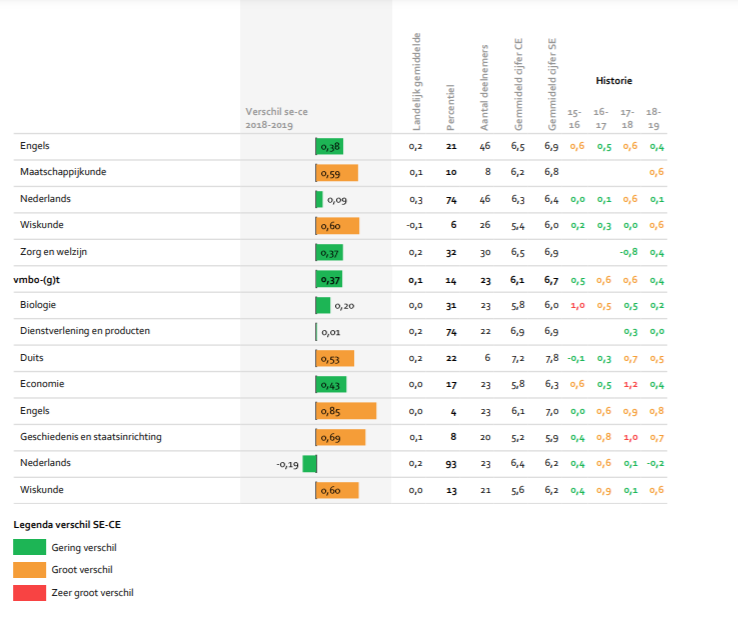 Verschil se-ce
2018-2019
Landelijk gemiddelde
Percentiel
Aantal deelnemers
Gemmideld cijfer CE
Gemmideld cijfer SE
Historie
15-16 16-17 17-18 18-19
Engels 0,38 0,2 21 46 6,5 6,9 0,6 0,5 0,6 0,4
Maatschappijkunde 0,59 0,1 10 8 6,2 6,8 0,6
Nederlands 0,09 0,3 74 46 6,3 6,4 0,0 0,1 0,6 0,1
Wiskunde 0,60 -0,1 6 26 5,4 6,0 0,2 0,3 0,0 0,6
Zorg en welzijn 0,37 0,2 32 30 6,5 6,9 -0,8 0,4
vmbo-(g)t 0,37 0,1 14 23 6,1 6,7 0,5 0,6 0,6 0,4
Biologie 0,20 0,0 31 23 5,8 6,0 1,0 0,5 0,5 0,2
Dienstverlening en producten 0,01 0,2 74 22 6,9 6,9 0,3 0,0
Duits 0,53 0,2 22 6 7,2 7,8 -0,1 0,3 0,7 0,5
Economie 0,43 0,0 17 23 5,8 6,3 0,6 0,5 1,2 0,4
Engels 0,85 0,0 4 23 6,1 7,0 0,0 0,6 0,9 0,8
Geschiedenis en staatsinrichting 0,69 0,1 8 20 5,2 5,9 0,4 0,8 1,0 0,7
Nederlands -0,19 0,2 93 23 6,4 6,2 0,4 0,6 0,1 -0,2
Wiskunde 0,60 0,0 13 21 5,6 6,2 0,4 0,9 0,1 0,6
Legenda verschil SE-CE
Gering verschil
Groot verschil
Zeer groot verschil